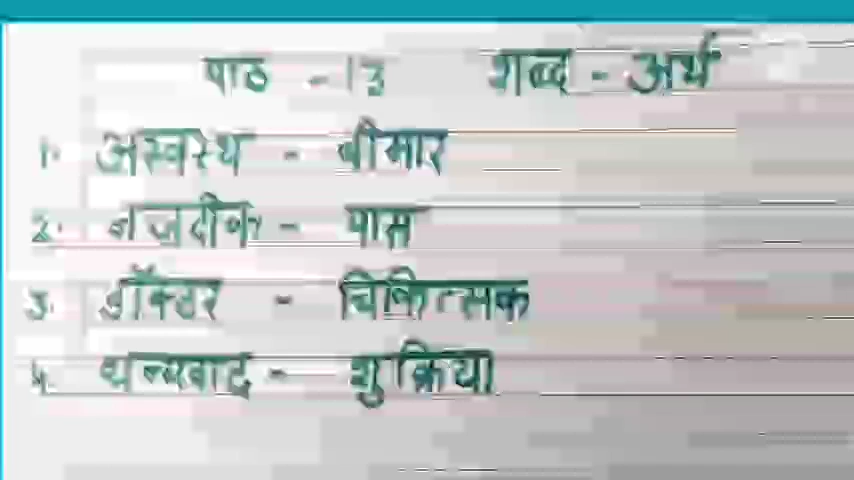 पाठ - 13 शब्द - अर्थ
1. अस्वस्थ - बीमार
2. नजदीक - पास
3. डॉक्टर - चिकित्सक
4. धन्यवाद - शुक्रिया